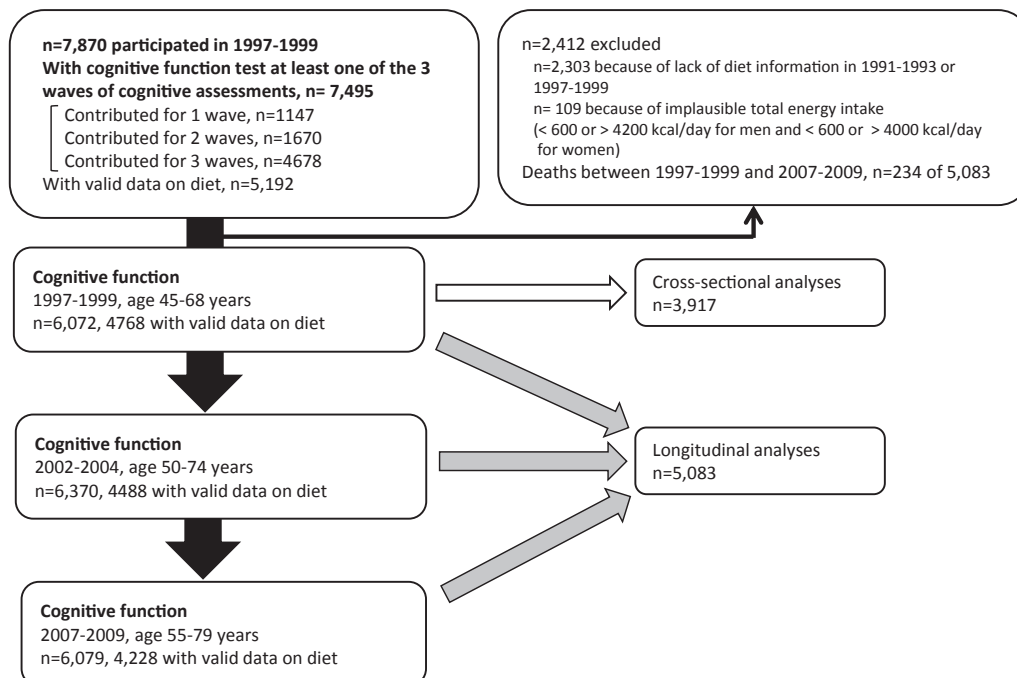 n=7,870 participated in 1997-1999
With cognitive function test at least one of the 3
waves of cognitive assessments, n= 7,495
Contributed for 1 wave, n=1147
Contributed for 2 waves, n=1670
Contributed for 3 waves, n=4678
With valid data on diet, n=5,192
n=2,412 excluded
n=2,303 because of lack of diet information in 1991-1993 or
1997-1999
n= 109 because of implausible total energy intake
(< 600 or > 4200 kcal/day for men and < 600 or > 4000 kcal/day
for women)
Deaths between 1997-1999 and 2007-2009, n=234 of 5,083
Cognitive function
1997-1999, age 45-68 years
n=6,072, 4768 with valid data on diet
Cross-sectional analyses
n=3,917
Cognitive function
2002-2004, age 50-74 years
n=6,370, 4488 with valid data on diet
Longitudinal analyses
n=5,083
Cognitive function
2007-2009, age 55-79 years
n=6,079, 4,228 with valid data on diet